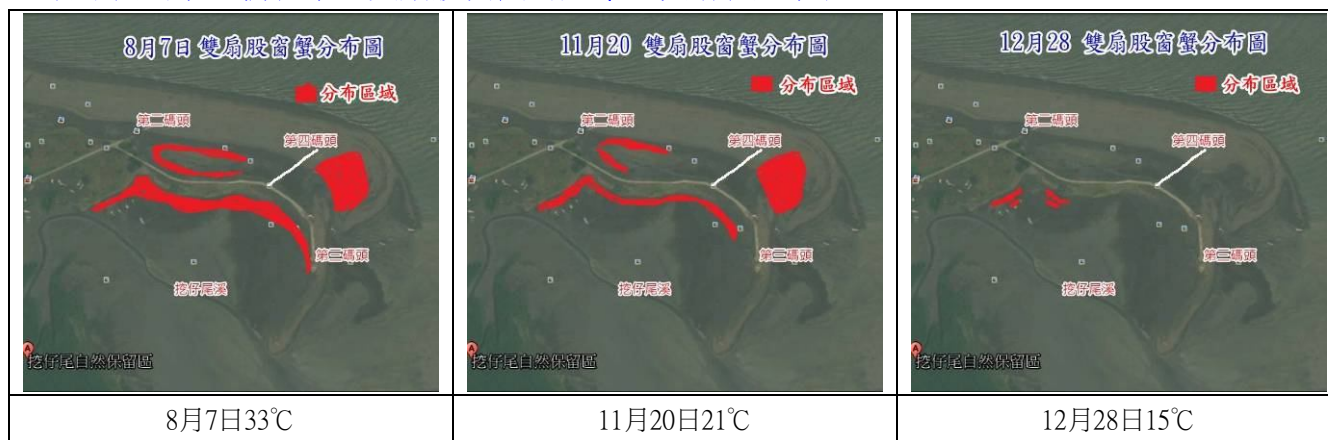 8月7日 雙扇股窗蟹分布圖
分布區域
第二碼頭
第四碼頭
第三碼頭
挖仔尾溪
挖仔尾自然保留區
8月7日33℃
11月20 雙扇股窗蟹分布圖
分布區域
第二碼頭
第四碼頭
第三碼頭
挖仔尾溪
挖仔尾自然保留區
11月20日21℃
12月28 雙扇股窗蟹分布圖
分布區域
第二碼頭
第四碼頭
第三碼頭
挖仔尾溪
挖仔尾自然保留區
12月28日15℃